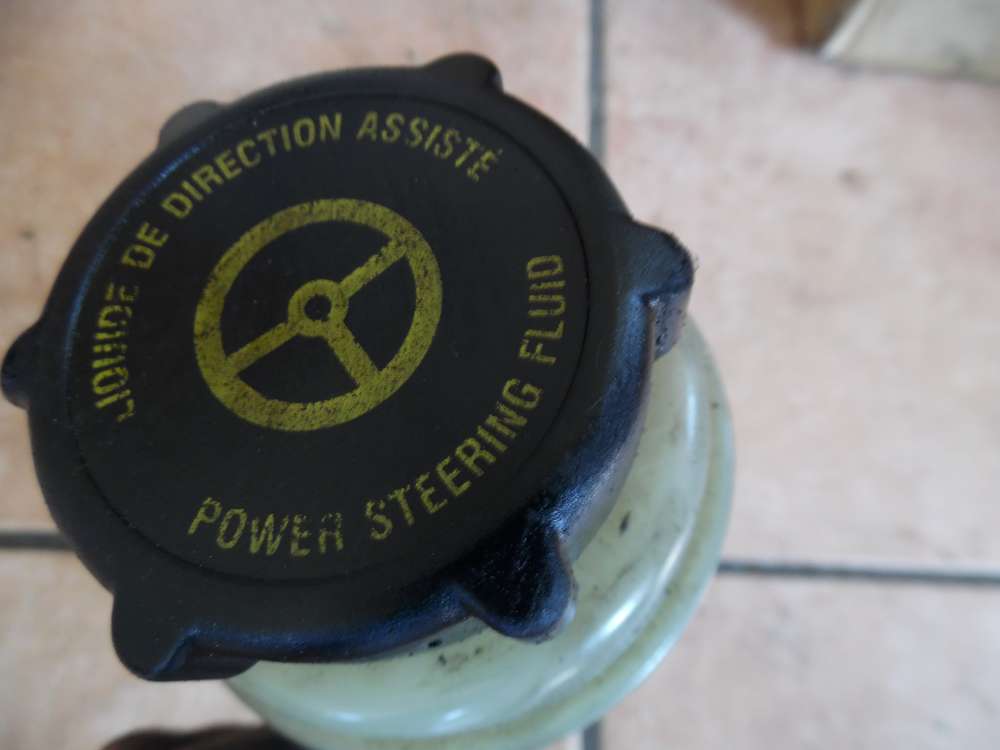 LIQUIDE DE DIRECTION ASSISTÉ
POWER STEERING FLUID